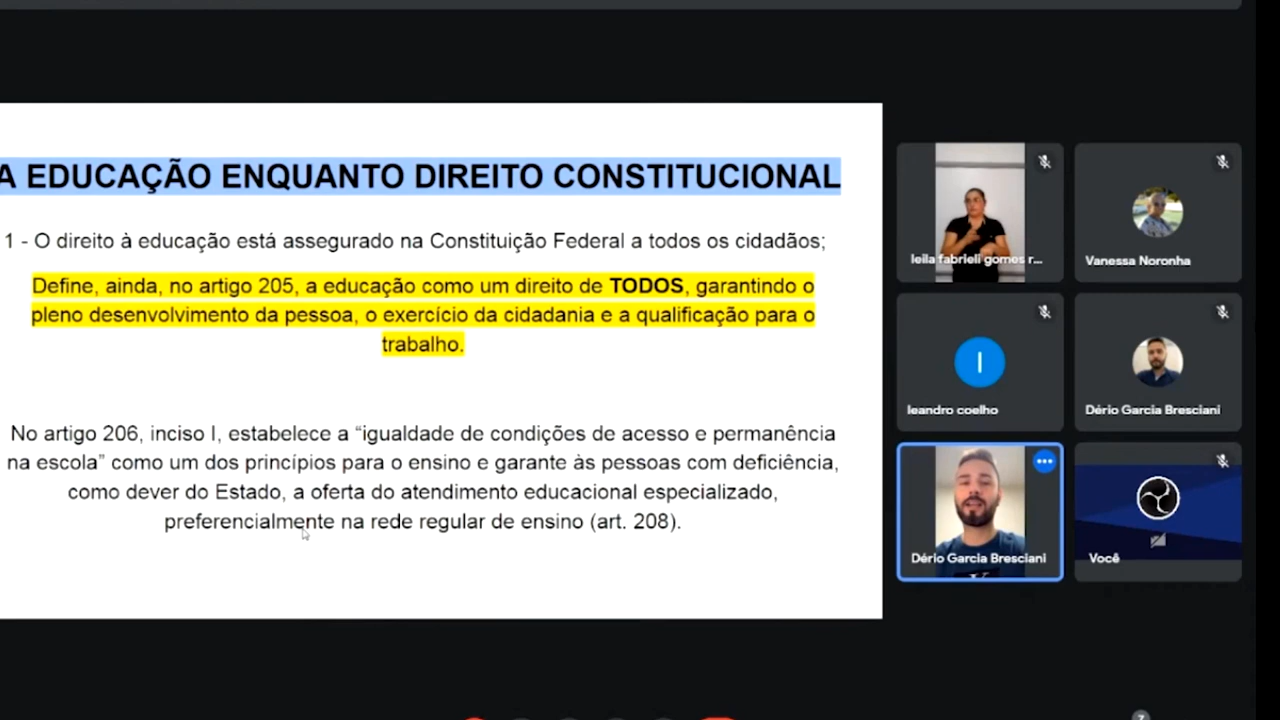 A EDUCAÇÃO ENQUANTO DIREITO CONSTITUCIONAL
1 - O direito à educação está assegurado na Constituição Federal a todos os cidadãos;
Define, ainda, no artigo 205, a educação como um direito de TODOS, garantindo o
pleno desenvolvimento da pessoa, o exercício da cidadania e a qualificação para o
trabalho.
No artigo 206, inciso I, estabelece a “igualdade de condições de acesso e permanência
na escola” como um dos princípios para o ensino e garante às pessoas com deficiência,
como dever do Estado, a oferta do atendimento educacional especializado,
preferencialmente na rede regular de ensino (art. 208).
leila fabrieli gomes r...
Vanessa Noronha
l
leandro coelho
Dério Garcia Bresciani
Dério Garcia Bresciani
Você